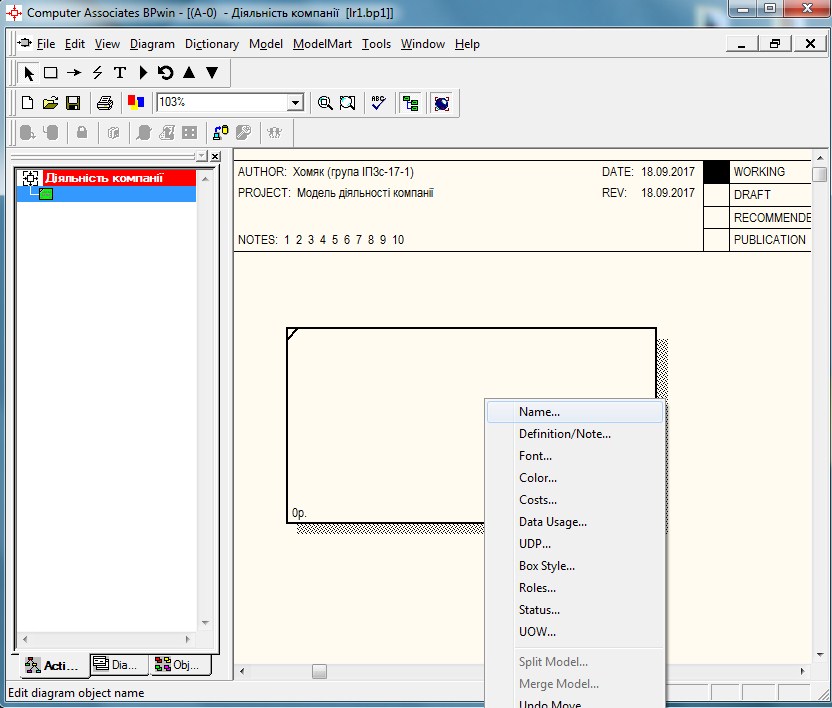 Computer Associates BPwin - [(A-0) - Діяльність компанії [lr1.bp1]]
File Edit View Diagram Dictionary Model ModelMart Tools Window Help
T
103%
ABC
Діяльність компанії
AUTHOR: Хомяк (група ІПЗс-17-1) DATE: 18.09.2017 WORKING
PROJECT: Модель діяльності компанії REV: 18.09.2017 DRAFT
RECOMMENDE
NOTES: 1 2 3 4 5 6 7 8 9 10 PUBLICATION
0р.
Name...
Definition/Note...
Font...
Color...
Costs...
Data Usage...
UDP...
Box Style...
Roles...
Status...
UOW...
Split Model...
Merge Model...
Undo Move
Acti... Dia... Obj...
Edit diagram object name